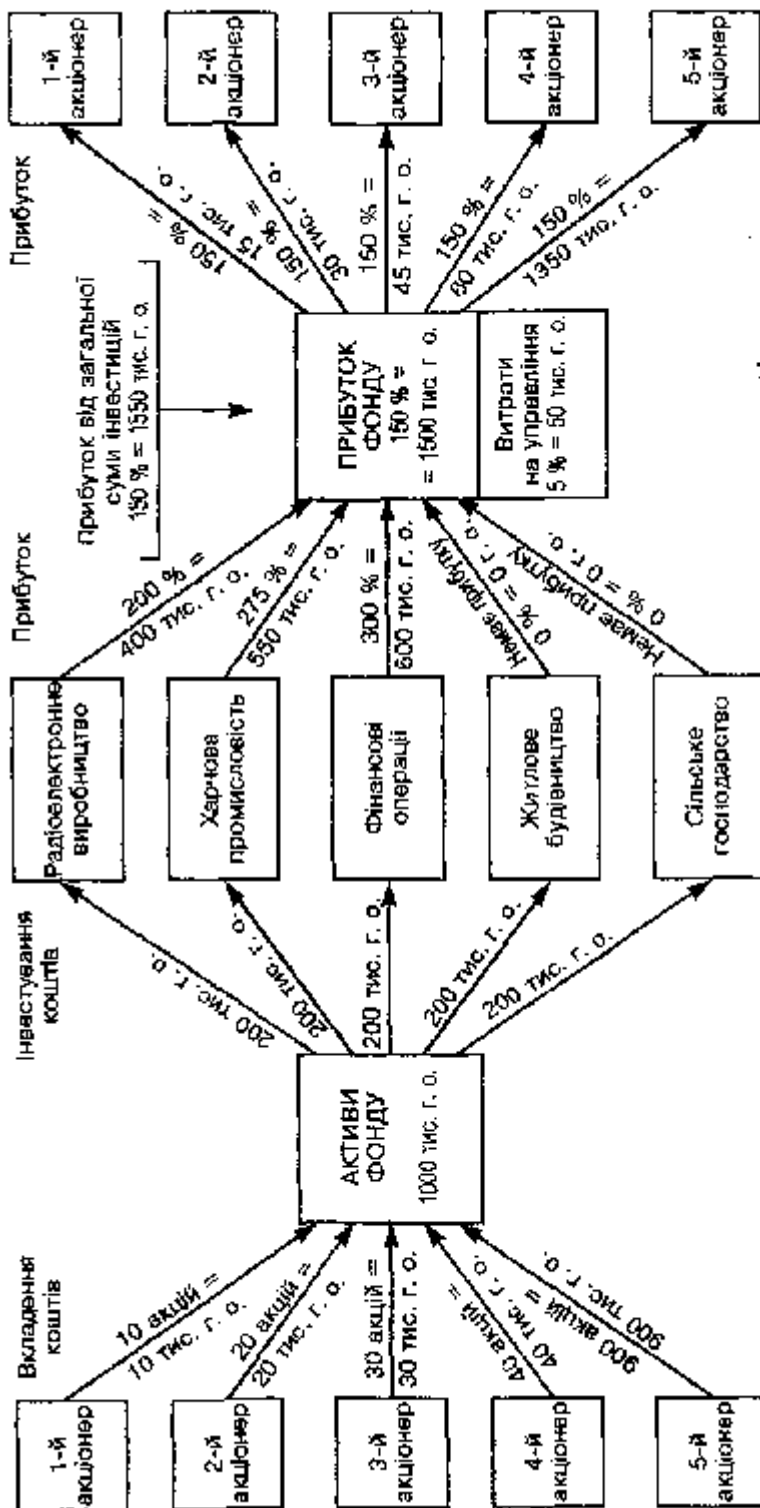 Вкладення
коштів
1-й
акціонер
2-й
акціонер
3-й
акціонер
4-й
акціонер
5-й
акціонер
10 акцій =
10 тис. г. о.
20 акцій =
20 тис. г. о.
30 акцій =
30 тис. г. о.
40 акцій =
40 тис. г. о.
900 акцій =
900 тис. г. о.
АКТИВИ
ФОНДУ
1000 тис. г. о.
Інвестування
коштів
200 тис. г. о.
200 тис. г. о.
200 тис. г. о.
200 тис. г. о.
200 тис. г. о.
Радіоелектронне
виробництво
Харчова
промисловість
Фінансові
операції
Житлове
будівництво
Сільське
господарство
Прибуток
200 % =
400 тис. г. о.
275 % =
550 тис. г. о.
300 % =
600 тис. г. о.
Немає прибутку
0 % = 0 г. о.
Немає прибутку
0 % = 0 г. о.
Прибуток від загальної
суми інвестицій
150 % = 1550 тис. г. о.
ПРИБУТОК
ФОНДУ
150 % =
= 1500 тис. г. о.
Витрати
на управління
5 % = 50 тис. г. о.
Прибуток
150 % =
15 тис. г. о.
150 % =
30 тис. г. о.
150 % =
45 тис. г. о.
150 % =
60 тис. г. о.
150 % =
1350 тис. г. о.
1-й
акціонер
2-й
акціонер
3-й
акціонер
4-й
акціонер
5-й
акціонер